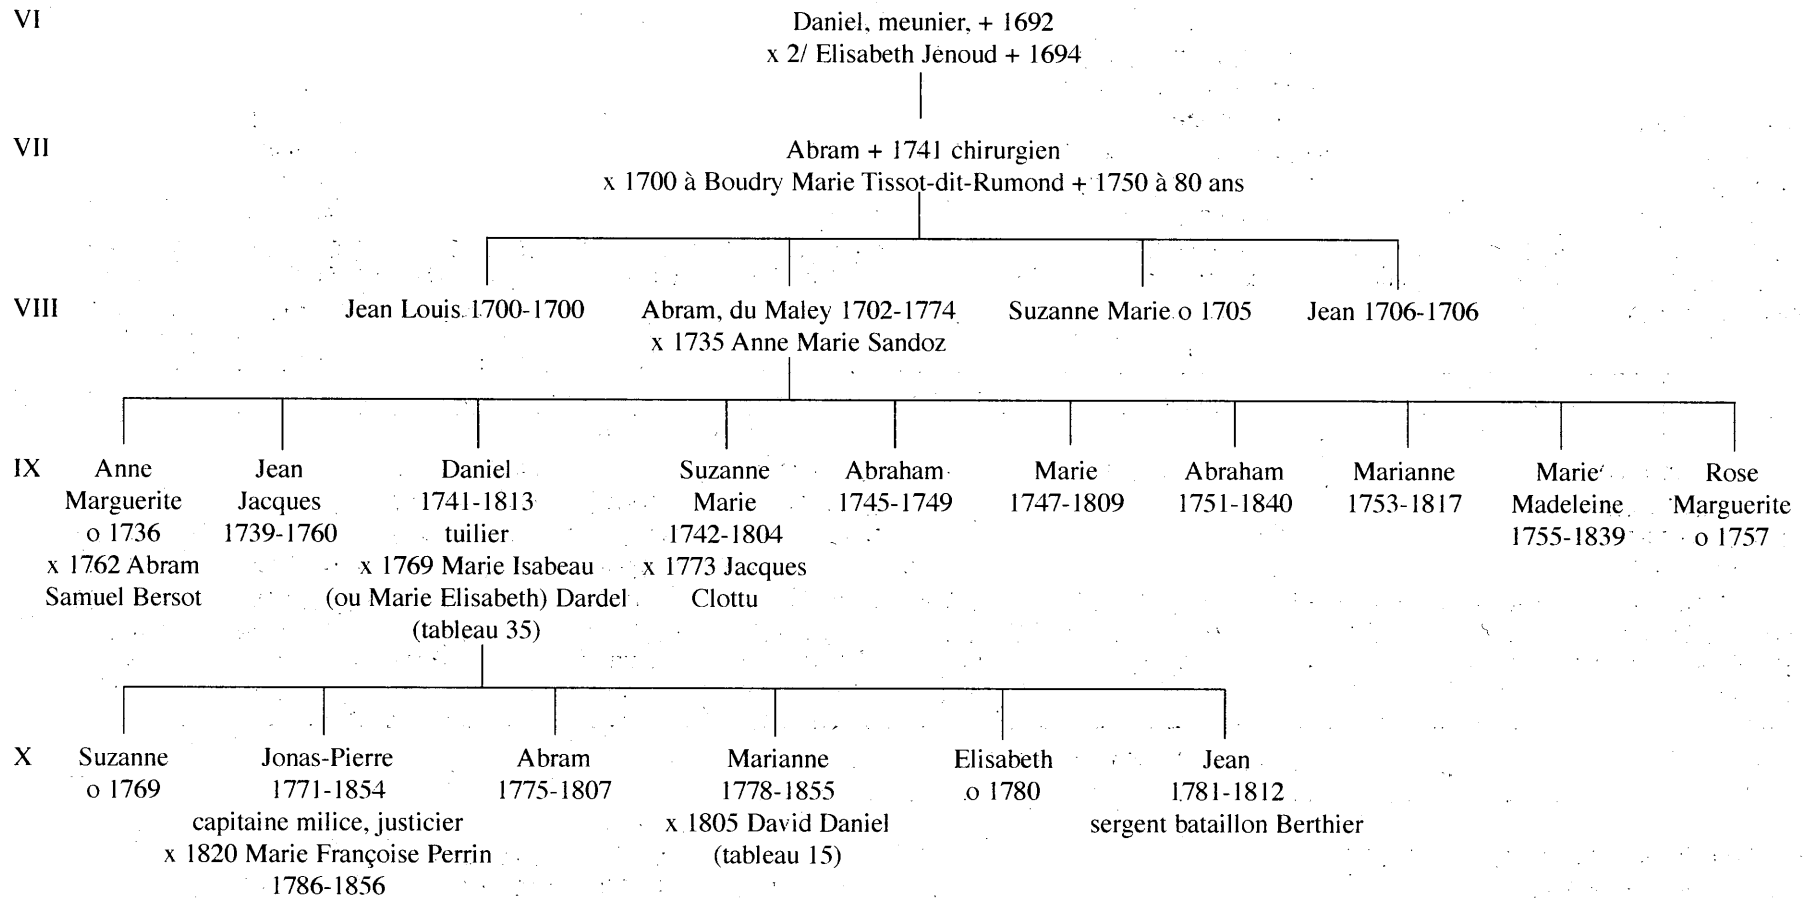 VI
Daniel, meunier, + 1692
x 2/ Elisabeth Jenoud + 1694
VII
Abram + 1741 chirurgien
x 1700 à Boudry Marie Tissot-dit-Rumond + 1750 à 80 ans
VIII
Jean Louis 1700-1700
Abram, du Maley 1702-1774
x 1735 Anne Marie Sandoz
Suzanne Marie o 1705
Jean 1706-1706
IX
Anne
Marguerite
o 1736
x 1762 Abram
Samuel Bersot
Jean
Jacques
1739-1760
Daniel
1741-1813
tuilier
x 1769 Marie Isabeau
(ou Marie Elisabeth) Dardel
(tableau 35)
Suzanne
Marie
1742-1804
x 1773 Jacques
Clottu
Abraham
1745-1749
Marie
1747-1809
Abraham
1751-1840
Marianne
1753-1817
Marie
Madeleine
1755-1839
Rose
Marguerite
o 1757
X
Suzanne
o 1769
Jonas-Pierre
1771-1854
capitaine milice, justicier
x 1820 Marie Françoise Perrin
1786-1856
Abram
1775-1807
Marianne
1778-1855
x 1805 David Daniel
(tableau 15)
Elisabeth
o 1780
Jean
1781-1812
sergent bataillon Berthier